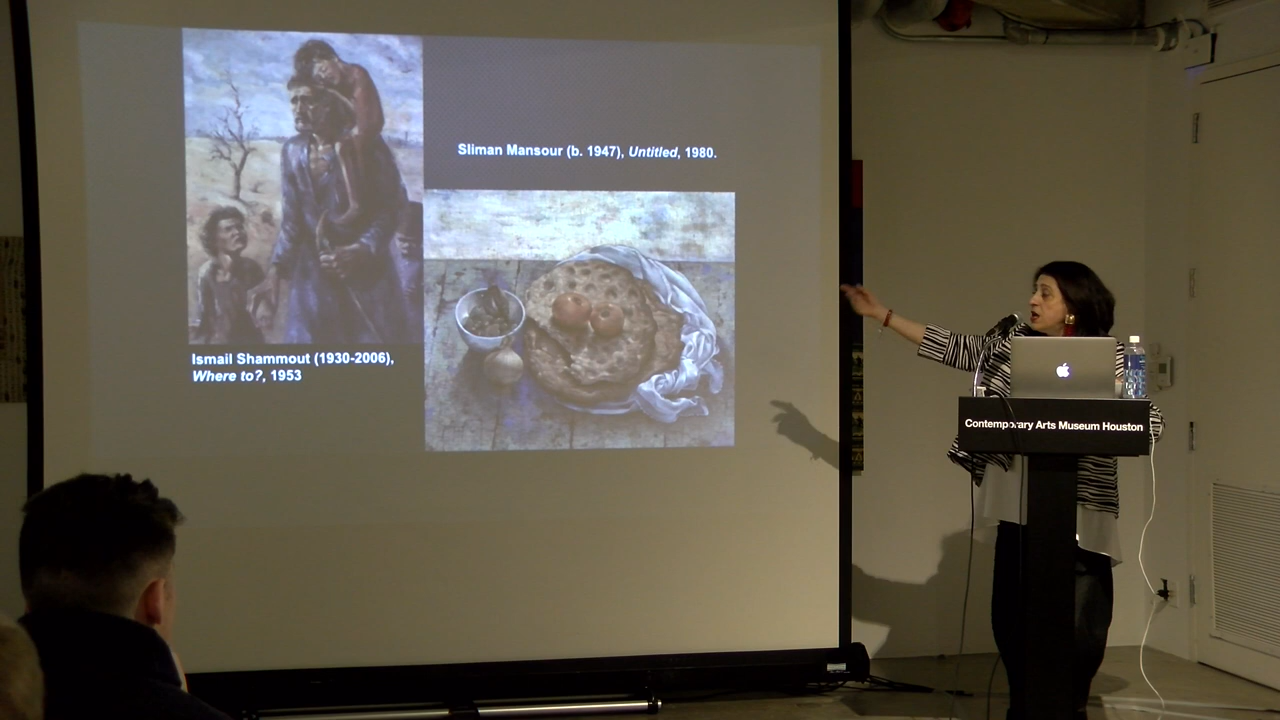 Sliman Mansour (b. 1947), Untitled, 1980.
Ismail Shammout (1930-2006),
Where to?, 1953
Contemporary Arts Museum Houston